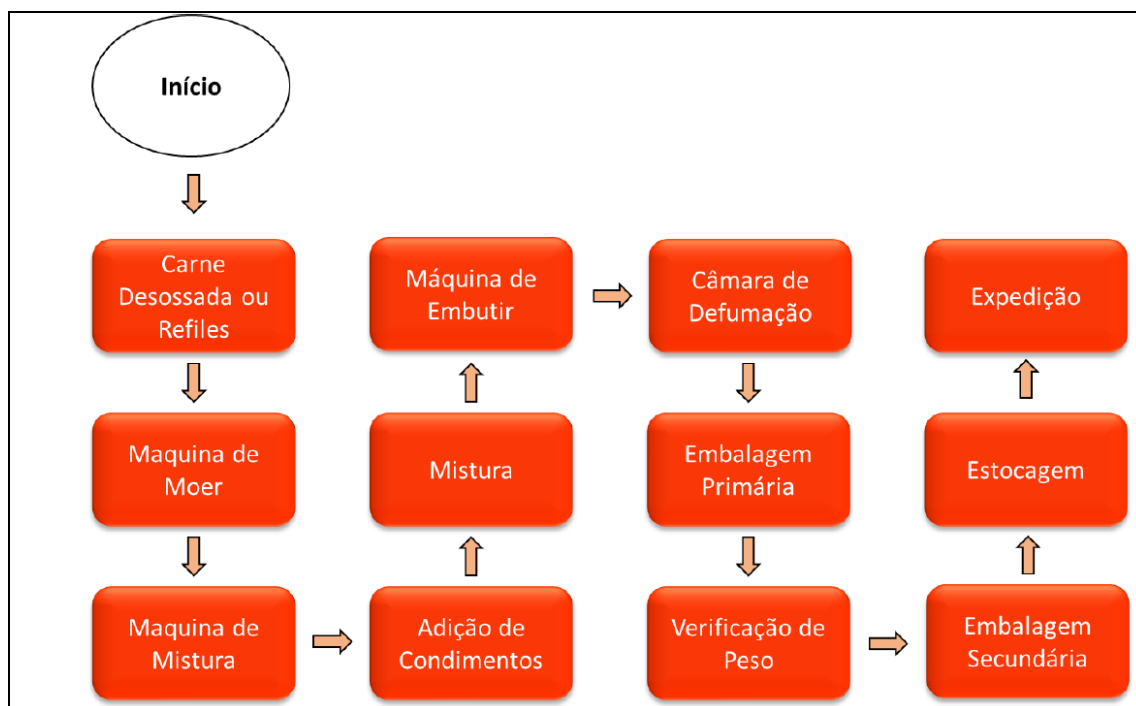 Início
Carne
Desossada ou
Refiles
Maquina de
Moer
Maquina de
Mistura
Adição de
Condimentos
Mistura
Máquina de
Embutir
Câmara de
Defumação
Embalagem
Primária
Verificação de
Peso
Embalagem
Secundária
Estocagem
Expedição